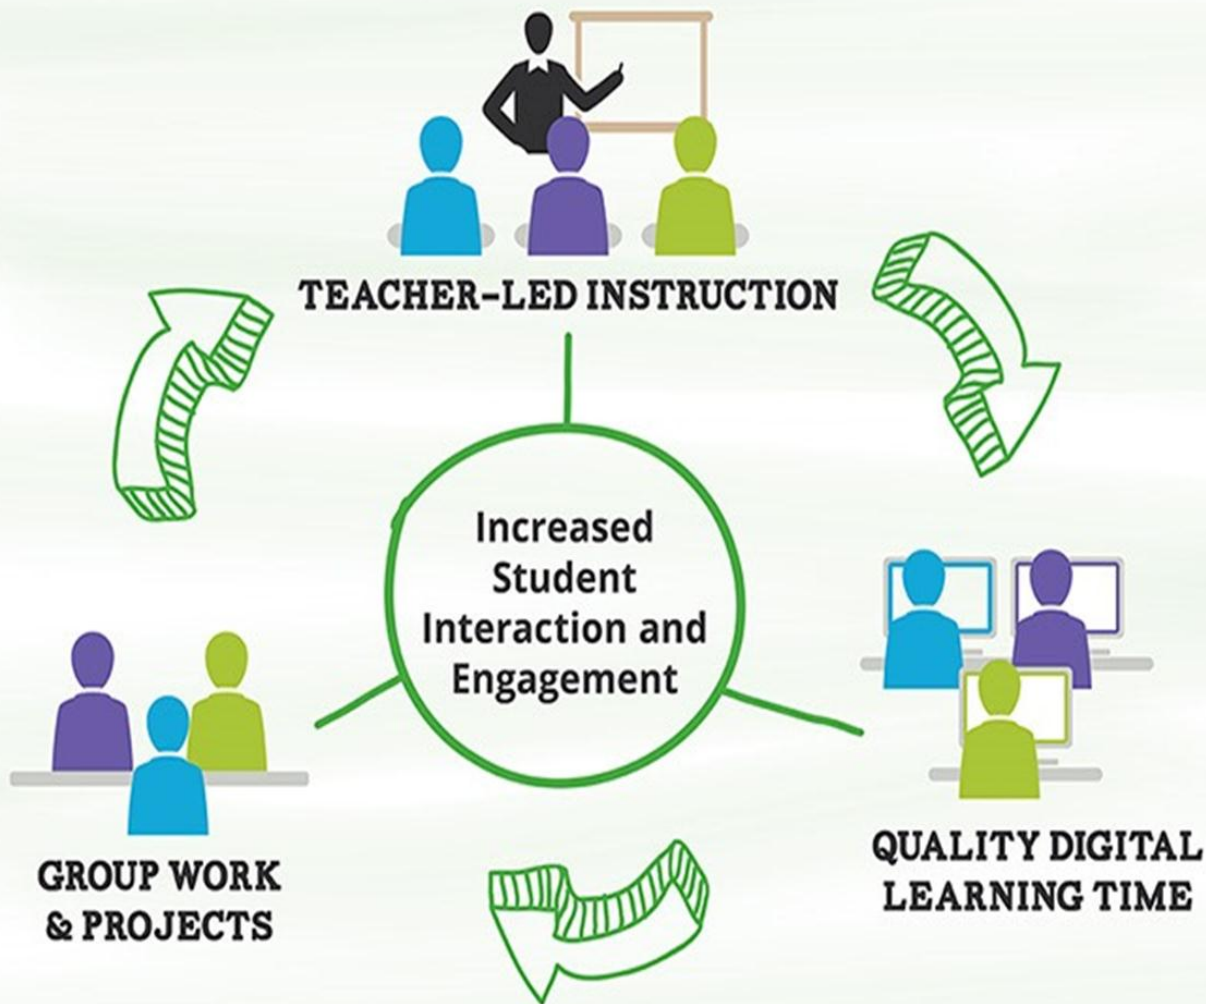 TEACHER-LED INSTRUCTION
Increased
Student
Interaction and
Engagement
QUALITY DIGITAL
LEARNING TIME
GROUP WORK
& PROJECTS